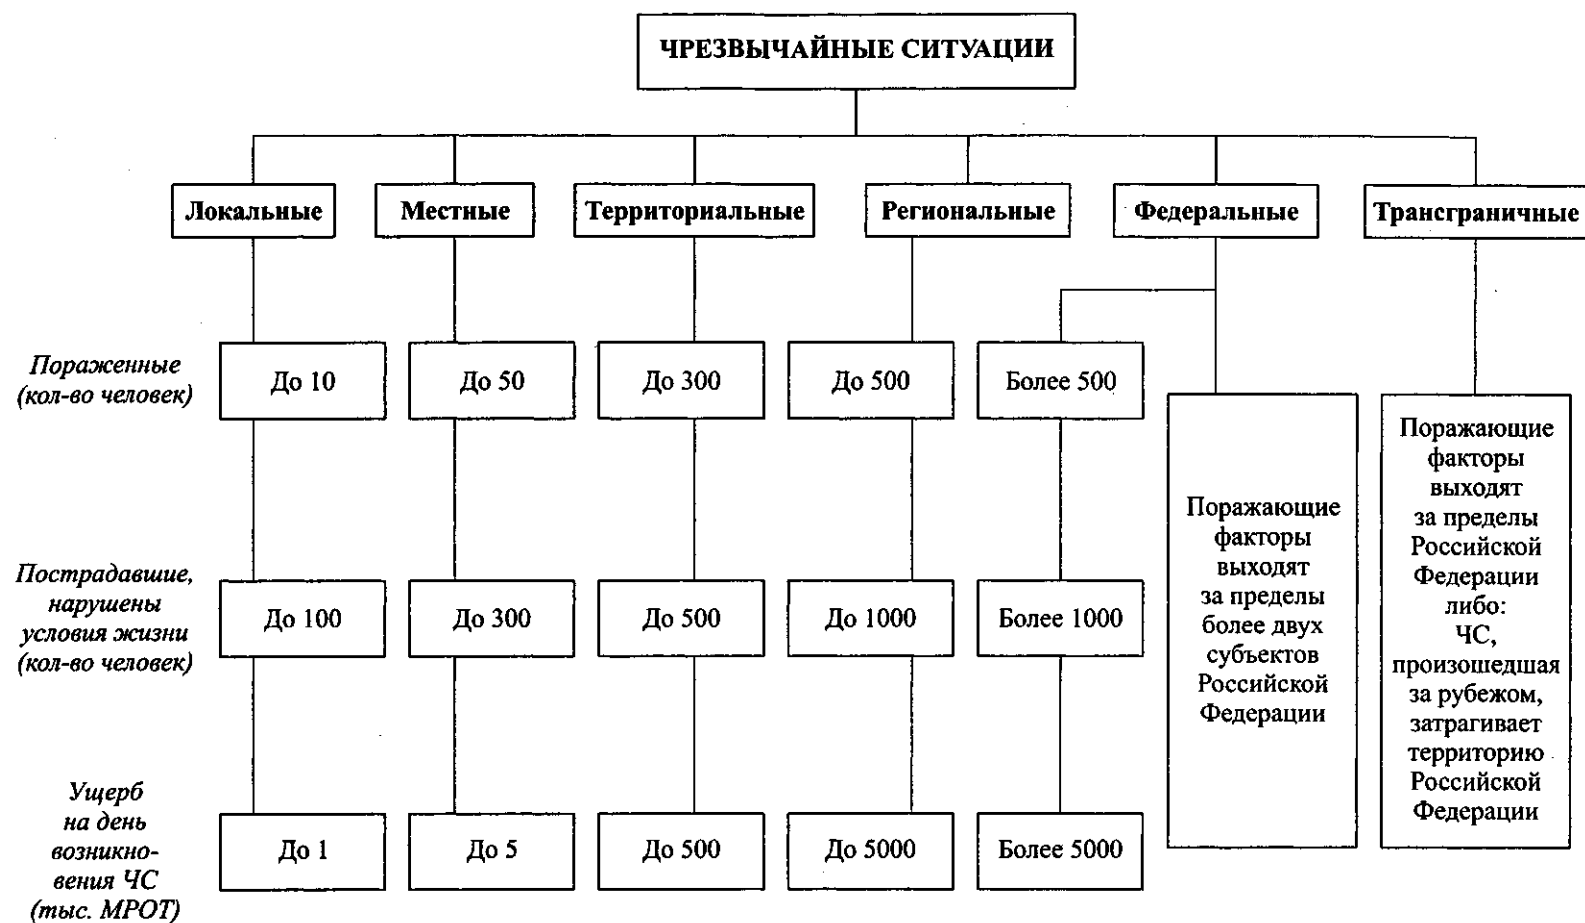 ЧРЕЗВЫЧАЙНЫЕ СИТУАЦИИ
Локальные
Местные
Территориальные
Региональные
Федеральные
Трансграничные
Пораженные
(кол-во человек)
До 10
До 50
До 300
До 500
Более 500
Пострадавшие,
нарушены
условия жизни
(кол-во человек)
До 100
До 300
До 500
До 1000
Более 1000
Ущерб
на день
возникно-
вения ЧС
(тыс. МРОТ)
До 1
До 5
До 500
До 5000
Более 5000
Поражающие
факторы
выходят
за пределы
более двух
субъектов
Российской
Федерации
Поражающие
факторы
выходят
за пределы
Российской
Федерации
либо:
ЧС,
произошедшая
за рубежом,
затрагивает
территорию
Российской
Федерации